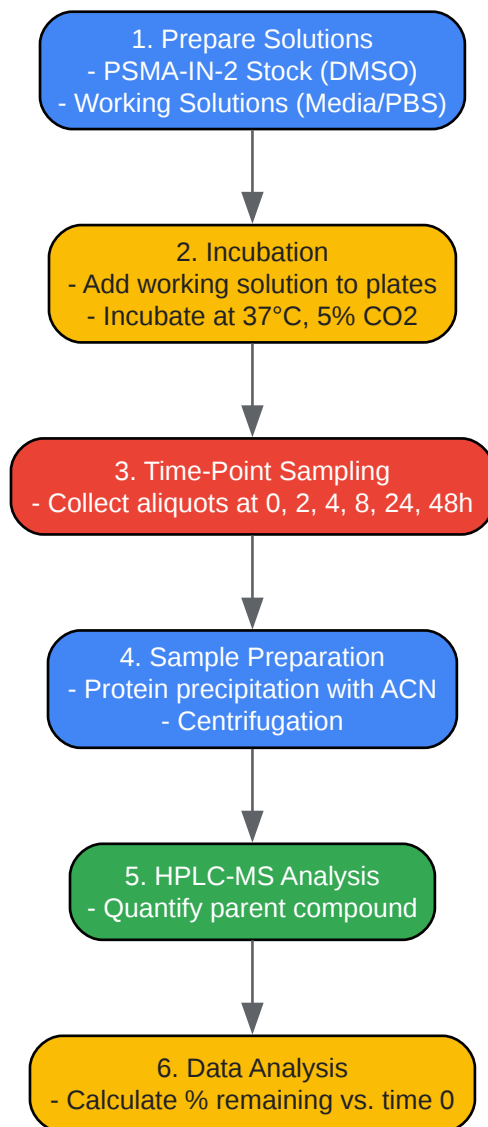 1. Prepare Solutions
- PSMA-IN-2 Stock (DMSO)
- Working Solutions (Media/PBS)
2. Incubation
- Add working solution to plates
- Incubate at 37°C, 5% CO2
3. Time-Point Sampling
- Collect aliquots at 0, 2, 4, 8, 24, 48h
4. Sample Preparation
- Protein precipitation with ACN
- Centrifugation
5. HPLC-MS Analysis
- Quantify parent compound
6. Data Analysis
- Calculate % remaining vs. time 0